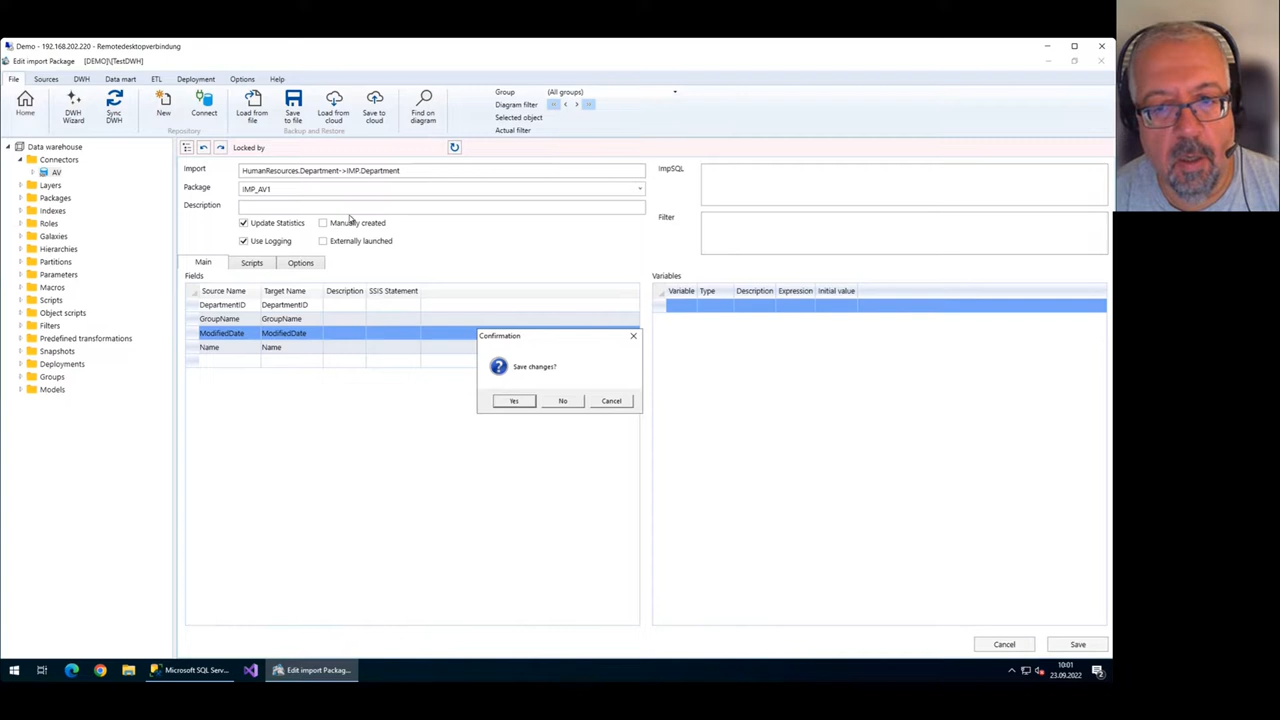 Demo - 192.168.202.220 - Remotedesktopverbindung
Edit import Package [DEMO]\[TestDWH]
File Sources DWH Data mart ETL Deployment Options Help
Home
DWH Wizard
Sync DWH
New
Connect
Load from file
Save to file
Load from cloud
Save to cloud
Find on diagram
Repository
Backup and Restore
Group (All groups)
Diagram filter
Selected object
Actual filter
Data warehouse
Connectors
AV
Layers
Packages
Indexes
Roles
Galaxies
Hierarchies
Partitions
Parameters
Macros
Scripts
Object scripts
Filters
Predefined transformations
Snapshots
Deployments
Groups
Models
Locked by
Import HumanResources.Department->IMP.Department
Package IMP_AV1
Description
Update Statistics Manually created
Use Logging Externally launched
ImpSQL
Filter
Main Scripts Options
Fields
Source Name Target Name Description SSIS Statement
DepartmentID DepartmentID
GroupName GroupName
ModifiedDate ModifiedDate
Name Name
Variables
Variable Type Description Expression Initial value
Confirmation
Save changes?
Yes No Cancel
Cancel Save
Microsoft SQL Serv...
Edit import Packag...
10:01
23.09.2022